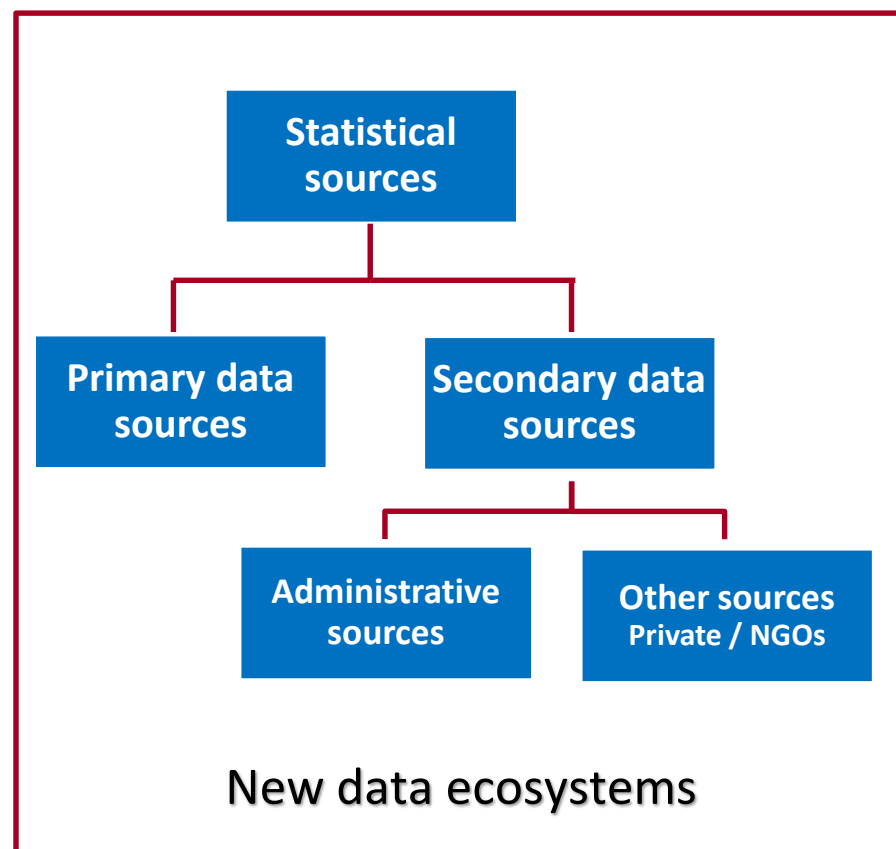 Statistical
sources
Primary data
sources
Secondary data
sources
Administrative
sources
Other sources
Private / NGOs
New data ecosystems